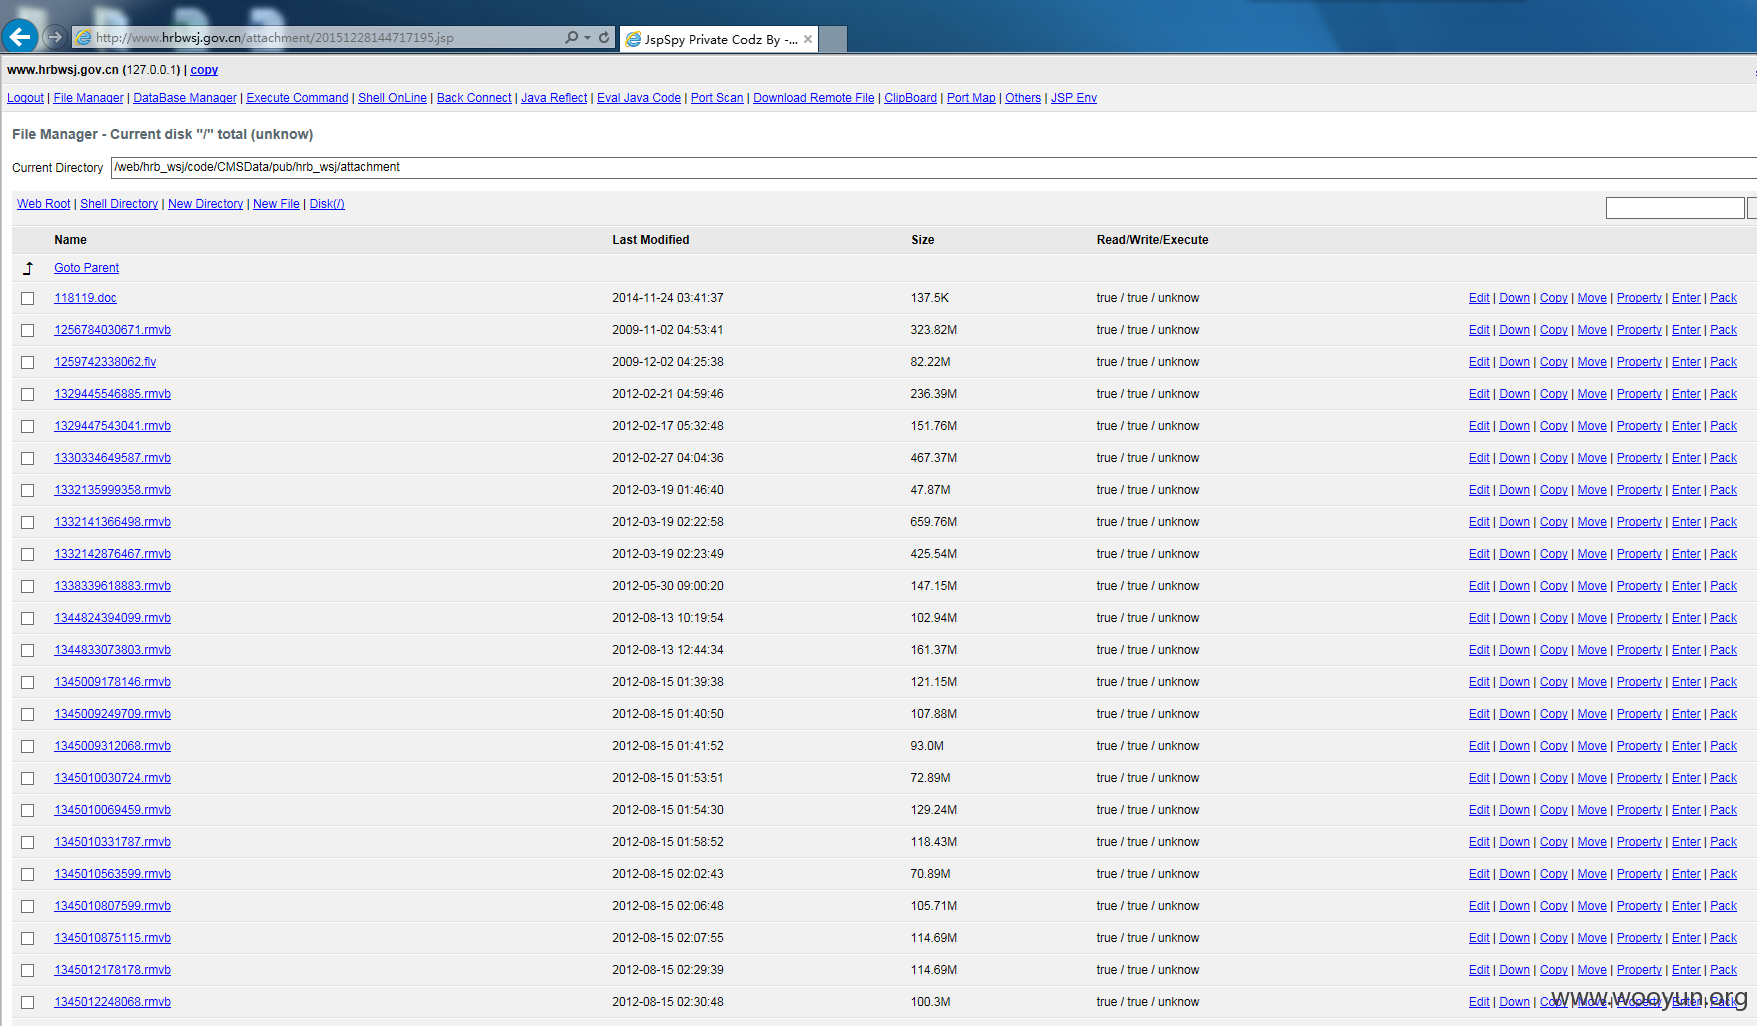 http://www.hrbwsj.gov.cn/attachment/20151228144717195.jsp
JspSpy Private Codz By -...
www.hrbwsj.gov.cn (127.0.0.1) | copy
Logout | File Manager | DataBase Manager | Execute Command | Shell OnLine | Back Connect | Java Reflect | Eval Java Code | Port Scan | Download Remote File | ClipBoard | Port Map | Others | JSP Env
File Manager - Current disk "/" total (unknow)
Current Directory /web/hrb_wsj/code/CMSData/pub/hrb_wsj/attachment
Web Root | Shell Directory | New Directory | New File | Disk(/)
Name Last Modified Size Read/Write/Execute
Goto Parent
118119.doc 2014-11-24 03:41:37 137.5K true / true / unknow Edit | Down | Copy | Move | Property | Enter | Pack
1256784030671.rmvb 2009-11-02 04:53:41 323.82M true / true / unknow Edit | Down | Copy | Move | Property | Enter | Pack
1259742338062.flv 2009-12-02 04:25:38 82.22M true / true / unknow Edit | Down | Copy | Move | Property | Enter | Pack
1329445546885.rmvb 2012-02-21 04:59:46 236.39M true / true / unknow Edit | Down | Copy | Move | Property | Enter | Pack
1329447543041.rmvb 2012-02-17 05:32:48 151.76M true / true / unknow Edit | Down | Copy | Move | Property | Enter | Pack
1330334649587.rmvb 2012-02-27 04:04:36 467.37M true / true / unknow Edit | Down | Copy | Move | Property | Enter | Pack
1332135999358.rmvb 2012-03-19 01:46:40 47.87M true / true / unknow Edit | Down | Copy | Move | Property | Enter | Pack
1332141366498.rmvb 2012-03-19 02:22:58 659.76M true / true / unknow Edit | Down | Copy | Move | Property | Enter | Pack
1332142876467.rmvb 2012-03-19 02:23:49 425.54M true / true / unknow Edit | Down | Copy | Move | Property | Enter | Pack
1338339618883.rmvb 2012-05-30 09:00:20 147.15M true / true / unknow Edit | Down | Copy | Move | Property | Enter | Pack
1344824394099.rmvb 2012-08-13 10:19:54 102.94M true / true / unknow Edit | Down | Copy | Move | Property | Enter | Pack
1344833073803.rmvb 2012-08-13 12:44:34 161.37M true / true / unknow Edit | Down | Copy | Move | Property | Enter | Pack
1345009178146.rmvb 2012-08-15 01:39:38 121.15M true / true / unknow Edit | Down | Copy | Move | Property | Enter | Pack
1345009249709.rmvb 2012-08-15 01:40:50 107.88M true / true / unknow Edit | Down | Copy | Move | Property | Enter | Pack
1345009312068.rmvb 2012-08-15 01:41:52 93.0M true / true / unknow Edit | Down | Copy | Move | Property | Enter | Pack
1345010030724.rmvb 2012-08-15 01:53:51 72.89M true / true / unknow Edit | Down | Copy | Move | Property | Enter | Pack
1345010069459.rmvb 2012-08-15 01:54:30 129.24M true / true / unknow Edit | Down | Copy | Move | Property | Enter | Pack
1345010331787.rmvb 2012-08-15 01:58:52 118.43M true / true / unknow Edit | Down | Copy | Move | Property | Enter | Pack
1345010563599.rmvb 2012-08-15 02:02:43 70.89M true / true / unknow Edit | Down | Copy | Move | Property | Enter | Pack
1345010807599.rmvb 2012-08-15 02:06:48 105.71M true / true / unknow Edit | Down | Copy | Move | Property | Enter | Pack
1345010875115.rmvb 2012-08-15 02:07:55 114.69M true / true / unknow Edit | Down | Copy | Move | Property | Enter | Pack
1345012178178.rmvb 2012-08-15 02:29:39 114.69M true / true / unknow Edit | Down | Copy | Move | Property | Enter | Pack
1345012248068.rmvb 2012-08-15 02:30:48 100.3M true / true / unknow Edit | Down | Copy | Move | Property | Enter | Pack
www.wooyun.org